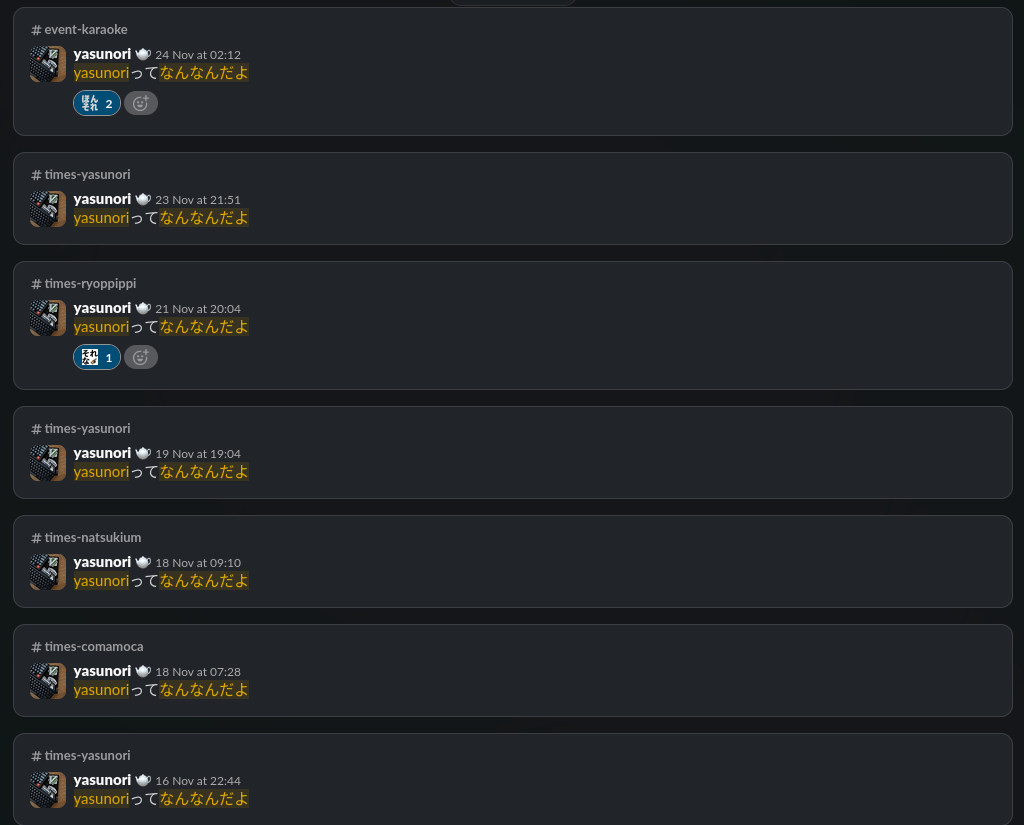 # event-karaoke
yasunori 24 Nov at 02:12
yasunoriってなんなんだよ
ほんそれ 2
# times-yasunori
yasunori 23 Nov at 21:51
yasunoriってなんなんだよ
# times-ryoppippi
yasunori 21 Nov at 20:04
yasunoriってなんなんだよ
それな 1
# times-yasunori
yasunori 19 Nov at 19:04
yasunoriってなんなんだよ
# times-natsukium
yasunori 18 Nov at 09:10
yasunoriってなんなんだよ
# times-comamoca
yasunori 18 Nov at 07:28
yasunoriってなんなんだよ
# times-yasunori
yasunori 16 Nov at 22:44
yasunoriってなんなんだよ